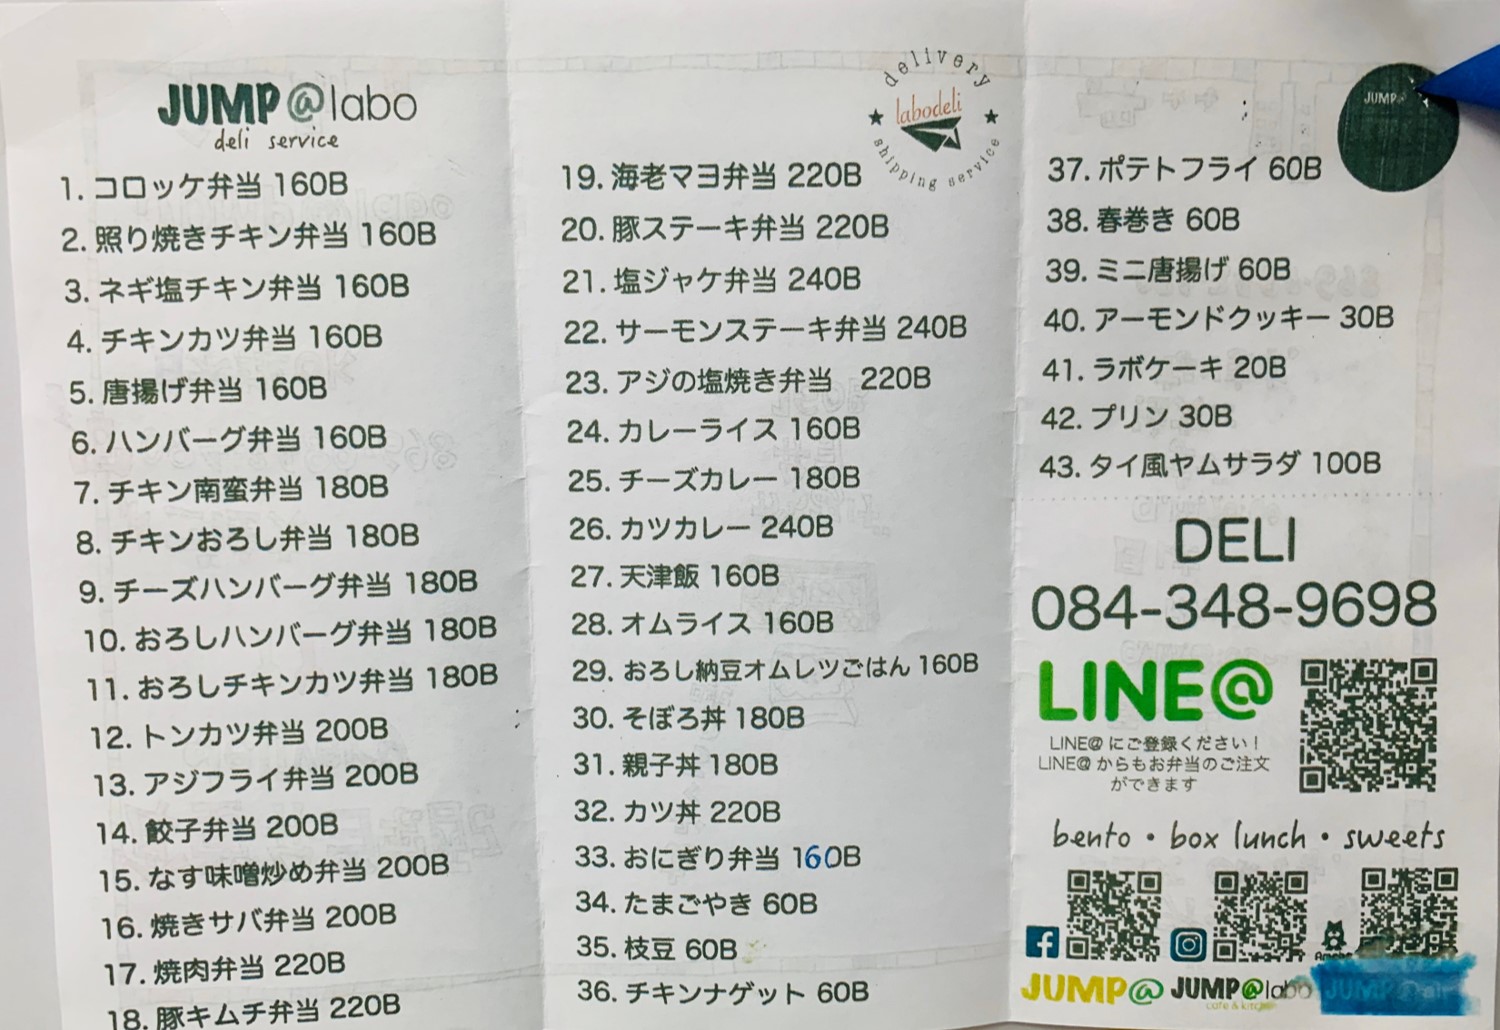 JUMP@labo
deli service
1. コロッケ弁当 160B
2. 照り焼きチキン弁当 160B
3. ネギ塩チキン弁当 160B
4. チキンカツ弁当 160B
5. 唐揚げ弁当 160B
6. ハンバーグ弁当 160B
7. チキン南蛮弁当 180B
8. チキンおろし弁当 180B
9. チーズハンバーグ弁当 180B
10. おろしハンバーグ弁当 180B
11. おろしチキンカツ弁当 180B
12. トンカツ弁当 200B
13. アジフライ弁当 200B
14. 餃子弁当 200B
15. なす味噌炒め弁当 200B
16. 焼きサバ弁当 200B
17. 焼肉弁当 220B
18. 豚キムチ弁当 220B
delivery
labodeli
shipping service
19. 海老マヨ弁当 220B
20. 豚ステーキ弁当 220B
21. 塩ジャケ弁当 240B
22. サーモンステーキ弁当 240B
23. アジの塩焼き弁当 220B
24. カレーライス 160B
25. チーズカレー 180B
26. カツカレー 240B
27. 天津飯 160B
28. オムライス 160B
29. おろし納豆オムレツごはん 160B
30. そぼろ丼 180B
31. 親子丼 180B
32. カツ丼 220B
33. おにぎり弁当 160B
34. たまごやき 60B
35. 枝豆 60B
36. チキンナゲット 60B
JUMP@
37. ポテトフライ 60B
38. 春巻き 60B
39. ミニ唐揚げ 60B
40. アーモンドクッキー 30B
41. ラボケーキ 20B
42. プリン 30B
43. タイ風ヤムサラダ 100B
DELI
084-348-9698
LINE@
LINE@ にご登録ください！
LINE@ からもお弁当のご注文
ができます
bento・box lunch・sweets
JUMP@
JUMP@labo
cafe & kitchen
JUMP@air